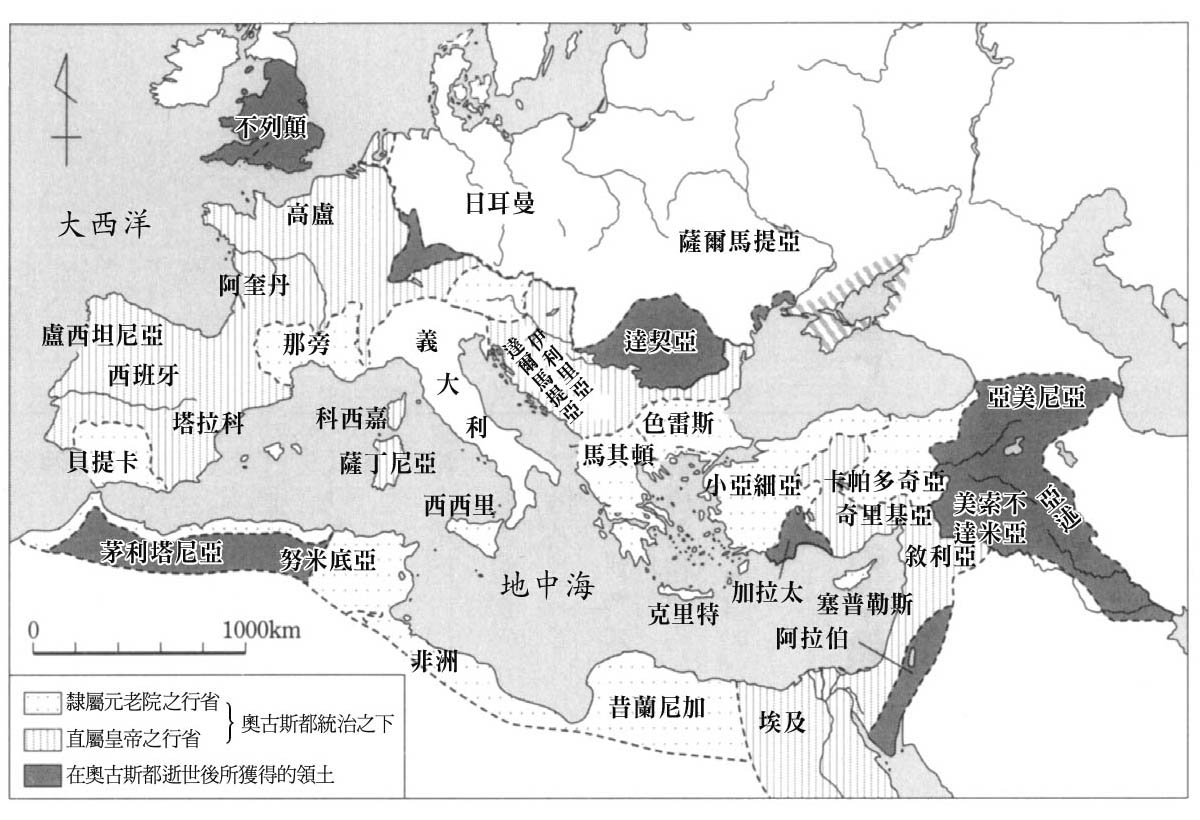 不列顛
大西洋
高盧
日耳曼
薩爾馬提亞
阿奎丹
盧西坦尼亞
西班牙
那旁
義大利
達爾馬提亞
伊利里亞
達契亞
亞美尼亞
塔拉科
科西嘉
色雷斯
貝提卡
薩丁尼亞
馬其頓
小亞細亞
卡帕多奇亞
奇里基亞
美索不
達米亞
亞述
西西里
敘利亞
茅利塔尼亞
努米底亞
地中海
克里特
加拉太
塞普勒斯
阿拉伯
0 1000km
非洲
昔蘭尼加
埃及
隸屬元老院之行省
直屬皇帝之行省
奧古斯都統治之下
在奧古斯都逝世後所獲得的領土